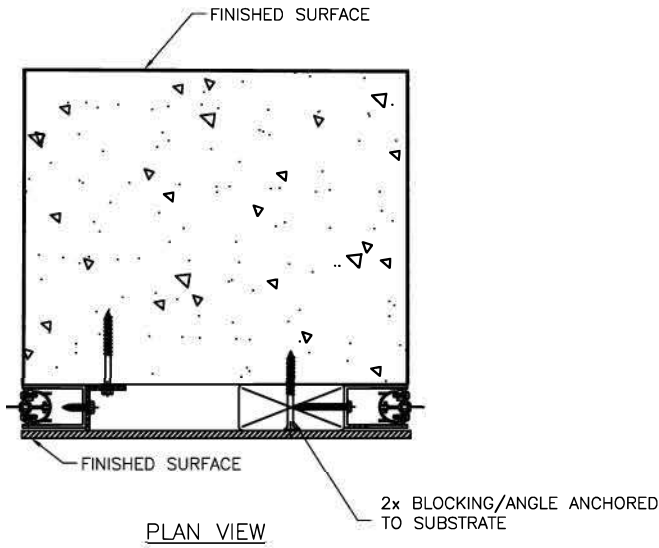 FINISHED SURFACE
FINISHED SURFACE
2x BLOCKING/ANGLE ANCHORED
TO SUBSTRATE
PLAN VIEW